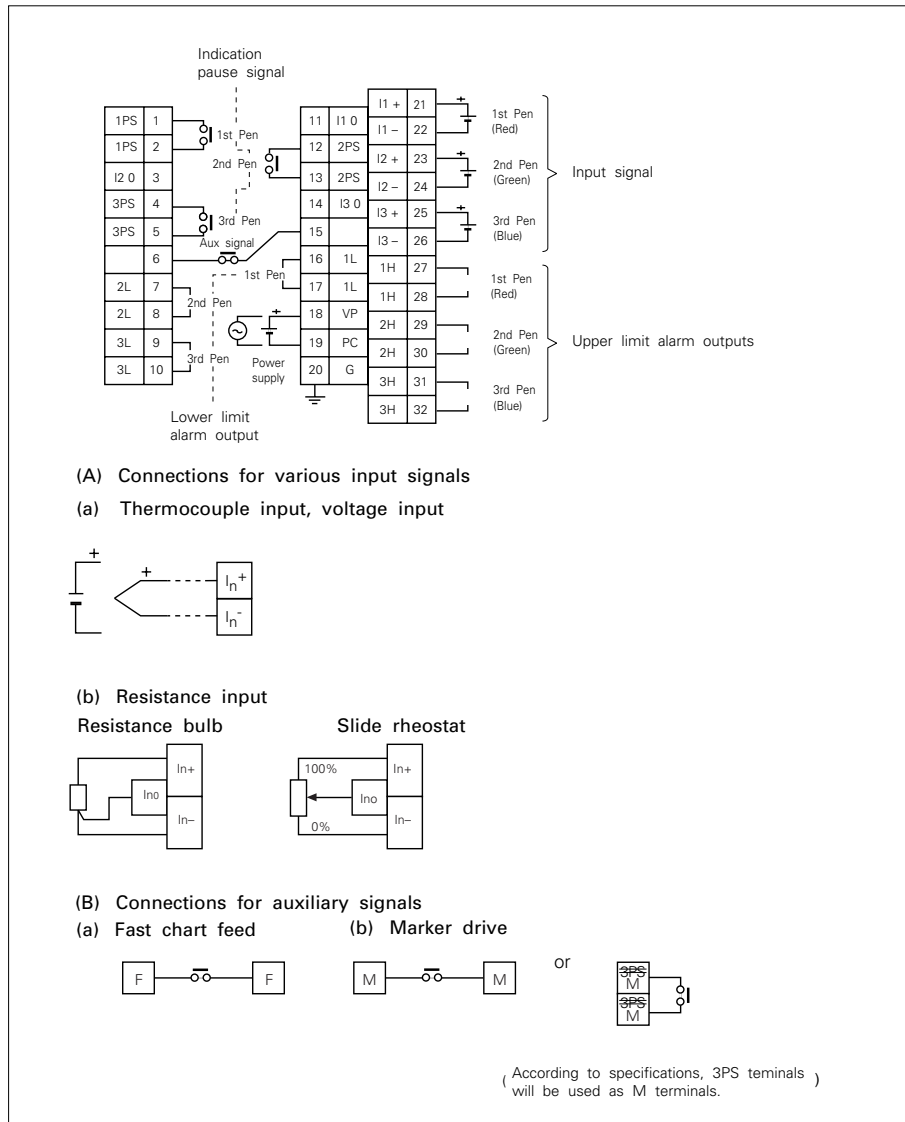 Indication
pause signal
1PS 1
1PS 2
I2 0 3
3PS 4
3PS 5
6
2L 7
2L 8
3L 9
3L 10
1st Pen
2nd Pen
3rd Pen
Aux signal
1st Pen
2nd Pen
3rd Pen
Power
supply
Lower limit
alarm output
11 I1 0
12 2PS
13 2PS
14 I3 0
15
16 1L
17 1L
18 VP
19 PC
20 G
I1 + 21
I1 – 22
I2 + 23
I2 – 24
I3 + 25
I3 – 26
1H 27
1H 28
2H 29
2H 30
3H 31
3H 32
+
+
+
+
1st Pen
(Red)
2nd Pen
(Green)
3rd Pen
(Blue)
Input signal
1st Pen
(Red)
2nd Pen
(Green)
3rd Pen
(Blue)
Upper limit alarm outputs
(A) Connections for various input signals
(a) Thermocouple input, voltage input
+
+
In+
In-
(b) Resistance input
Resistance bulb
In+
In0
In–
Slide rheostat
100%
0%
In+
Ino
In–
(B) Connections for auxiliary signals
(a) Fast chart feed
F F
(b) Marker drive
M M
or
3PS
M
3PS
M
( According to specifications, 3PS teminals
will be used as M terminals. )